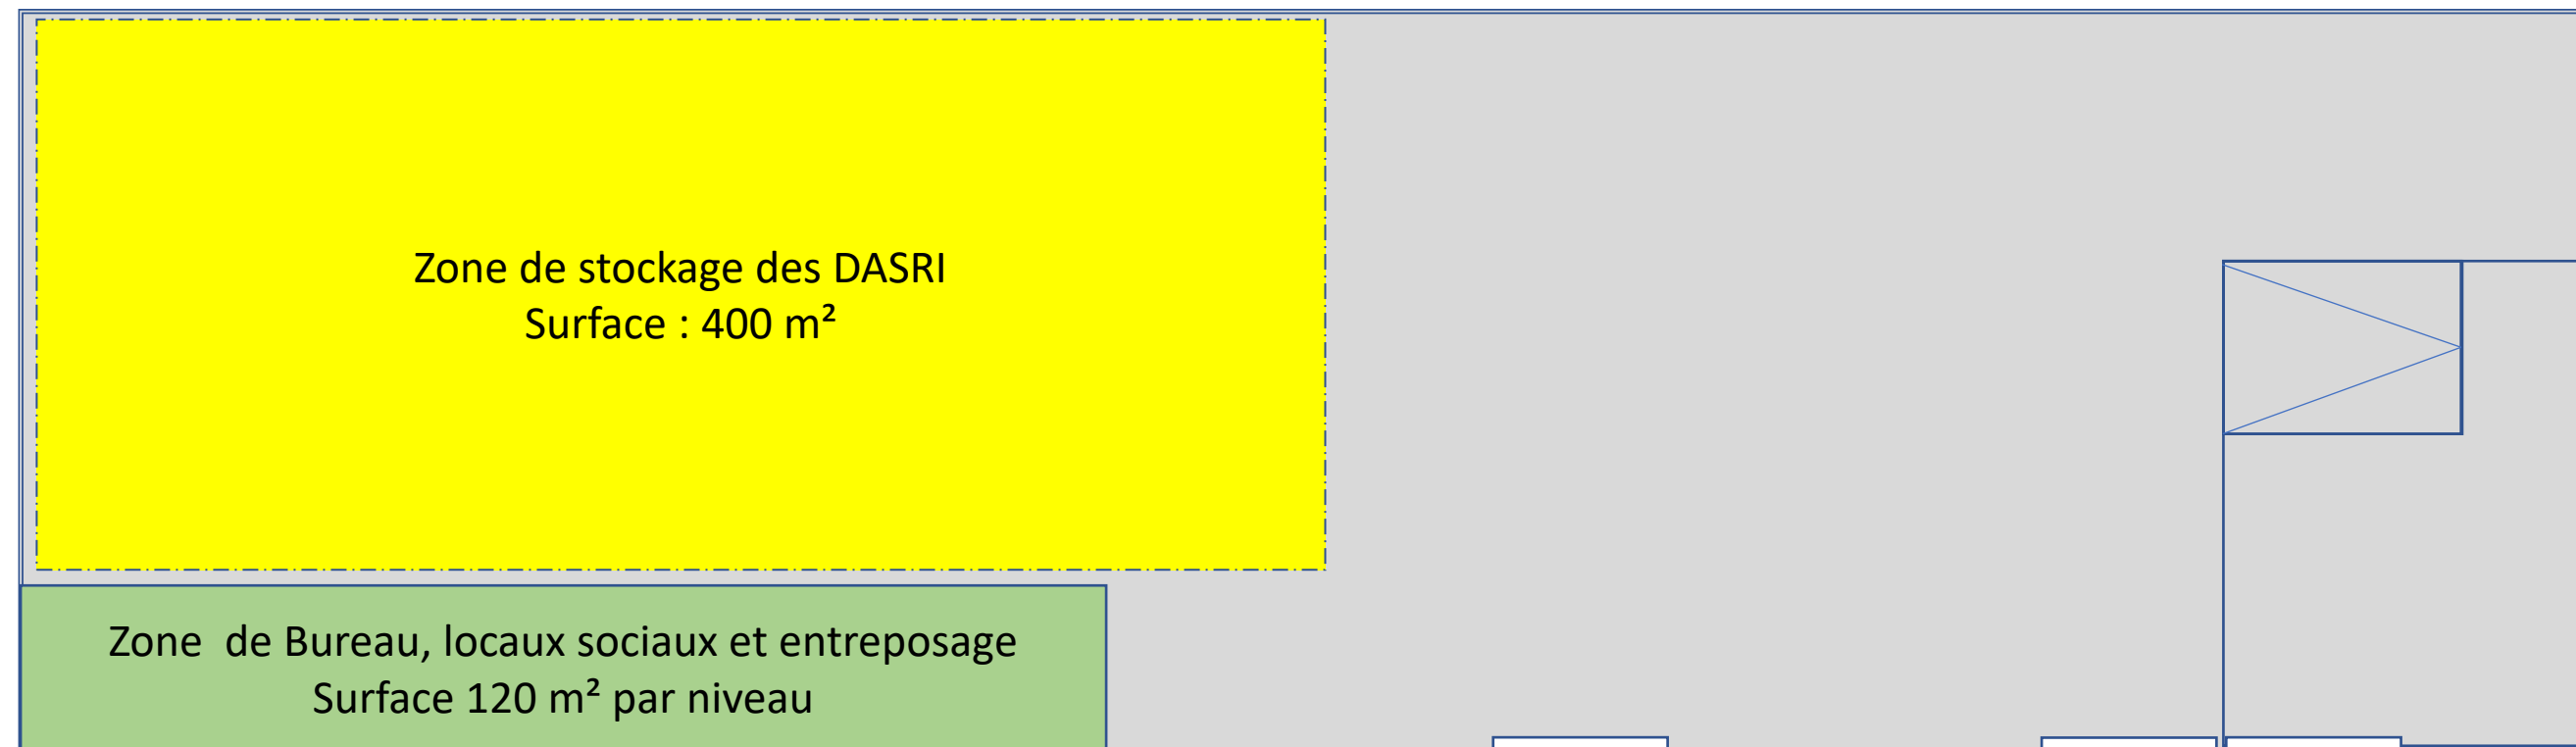 Zone de stockage des DASRI
Surface : 400 m²
Zone  de Bureau, locaux sociaux et entreposage
Surface 120 m² par niveau